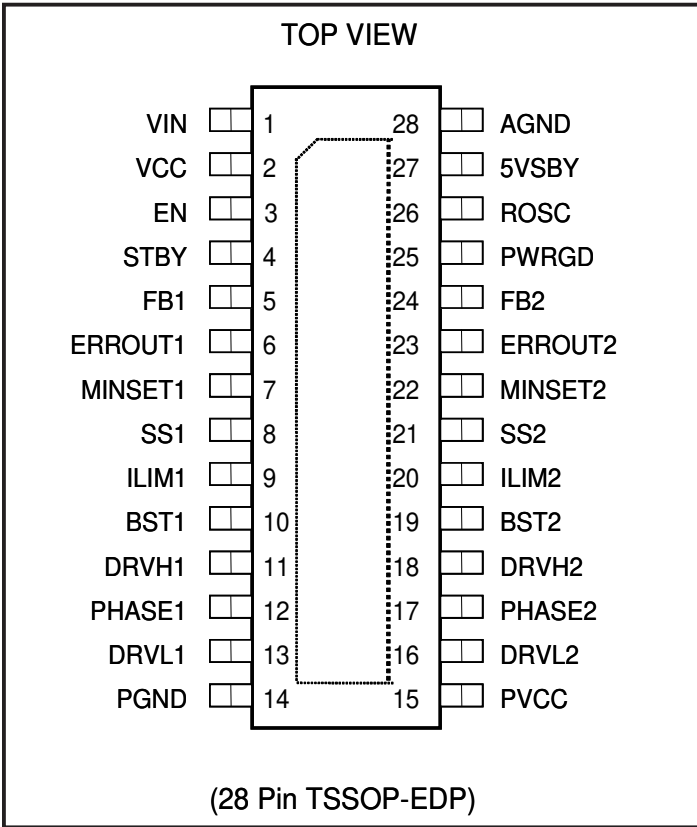 TOP VIEW
VIN 1 28 AGND
VCC 2 27 5VSBY
EN 3 26 ROSC
STBY 4 25 PWRGD
FB1 5 24 FB2
ERROUT1 6 23 ERROUT2
MINSET1 7 22 MINSET2
SS1 8 21 SS2
ILIM1 9 20 ILIM2
BST1 10 19 BST2
DRVH1 11 18 DRVH2
PHASE1 12 17 PHASE2
DRVL1 13 16 DRVL2
PGND 14 15 PVCC
(28 Pin TSSOP-EDP)